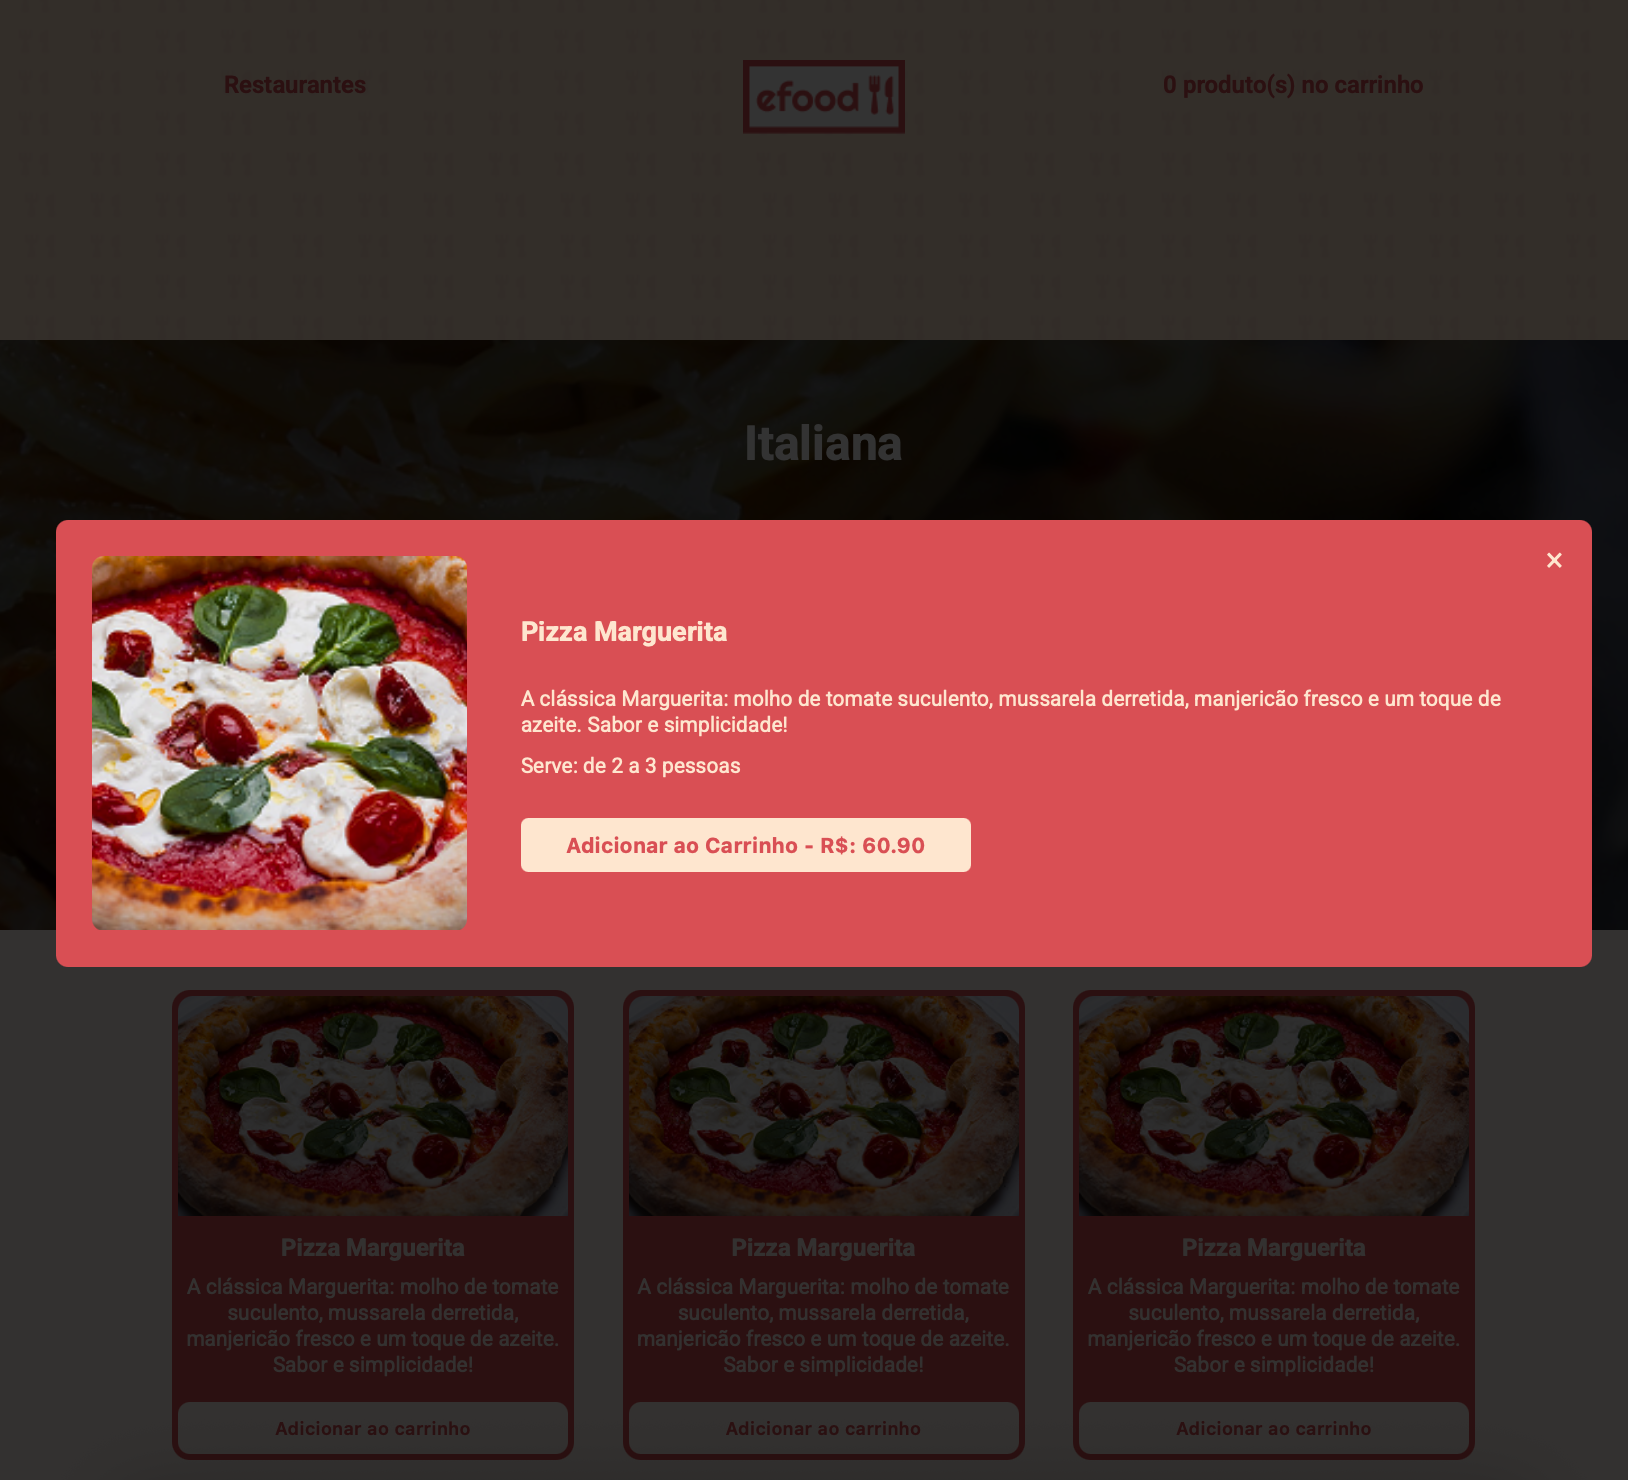 Restaurantes
efood
0 produto(s) no carrinho
Italiana
×
Pizza Marguerita
A clássica Marguerita: molho de tomate suculento, mussarela derretida, manjericão fresco e um toque de
azeite. Sabor e simplicidade!
Serve: de 2 a 3 pessoas
Adicionar ao Carrinho - R$: 60.90
Pizza Marguerita
A clássica Marguerita: molho de tomate
suculento, mussarela derretida,
manjericão fresco e um toque de azeite.
Sabor e simplicidade!
Adicionar ao carrinho
Pizza Marguerita
A clássica Marguerita: molho de tomate
suculento, mussarela derretida,
manjericão fresco e um toque de azeite.
Sabor e simplicidade!
Adicionar ao carrinho
Pizza Marguerita
A clássica Marguerita: molho de tomate
suculento, mussarela derretida,
manjericão fresco e um toque de azeite.
Sabor e simplicidade!
Adicionar ao carrinho